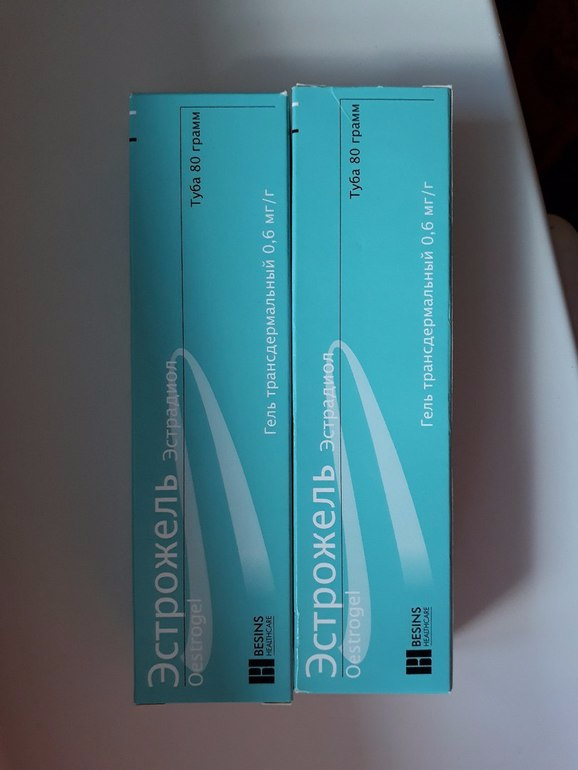 Эстрожель Эстрадиол
Oestrogel
Туба 80 грамм
Гель трансдермальный 0,6 мг/г
BESINS
HEALTHCARE
Эстрожель Эстрадиол
Oestrogel
Туба 80 грамм
Гель трансдермальный 0,6 мг/г
BESINS
HEALTHCARE